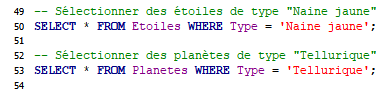 49 -- Sélectionner des étoiles de type "Naine jaune"
50 SELECT * FROM Etoiles WHERE Type = 'Naine jaune';
51
52 -- Sélectionner des planètes de type "Tellurique"
53 SELECT * FROM Planetes WHERE Type = 'Tellurique';
54